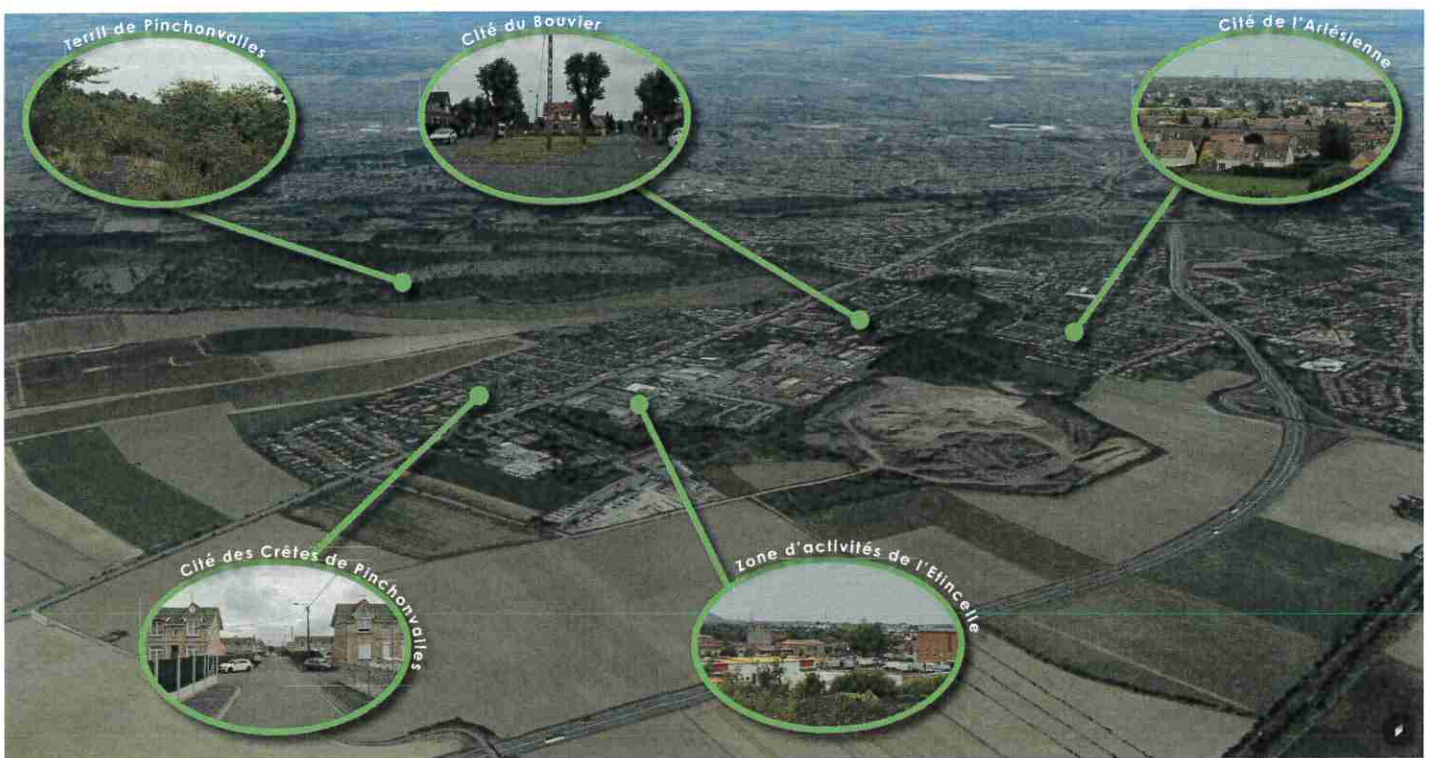 Terril de Pinchonvalles
Cité du Bouvier
Cité de l'Arlésienne
Cité des Crêtes de Pinchonvalles
Zone d'activités de l'Etincelle